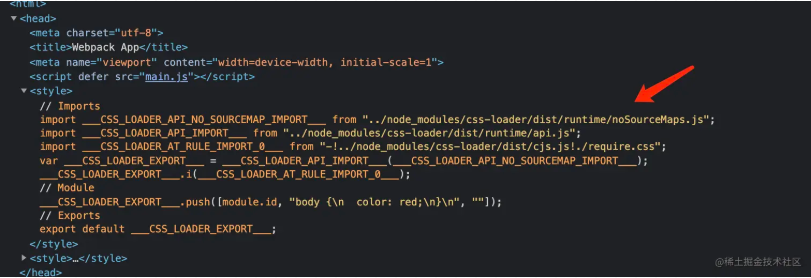 <html>
<head>
<meta charset="utf-8">
<title>Webpack App</title>
<meta name="viewport" content="width=device-width, initial-scale=1">
<script defer src="main.js"></script>
<style>
// Imports
import ___CSS_LOADER_API_NO_SOURCEMAP_IMPORT___ from "../node_modules/css-loader/dist/runtime/noSourceMaps.js";
import ___CSS_LOADER_API_IMPORT___ from "../node_modules/css-loader/dist/runtime/api.js";
import ___CSS_LOADER_AT_RULE_IMPORT_0___ from "-!../node_modules/css-loader/dist/cjs.js!./require.css";
var ___CSS_LOADER_EXPORT___ = ___CSS_LOADER_API_IMPORT___(___CSS_LOADER_API_NO_SOURCEMAP_IMPORT___);
___CSS_LOADER_EXPORT___.i(___CSS_LOADER_AT_RULE_IMPORT_0___);
// Module
___CSS_LOADER_EXPORT___.push([module.id, "body {\n  color: red;\n}\n", ""]);
// Exports
export default ___CSS_LOADER_EXPORT___;
</style>
<style>…</style>
</head>
@稀土掘金技术社区